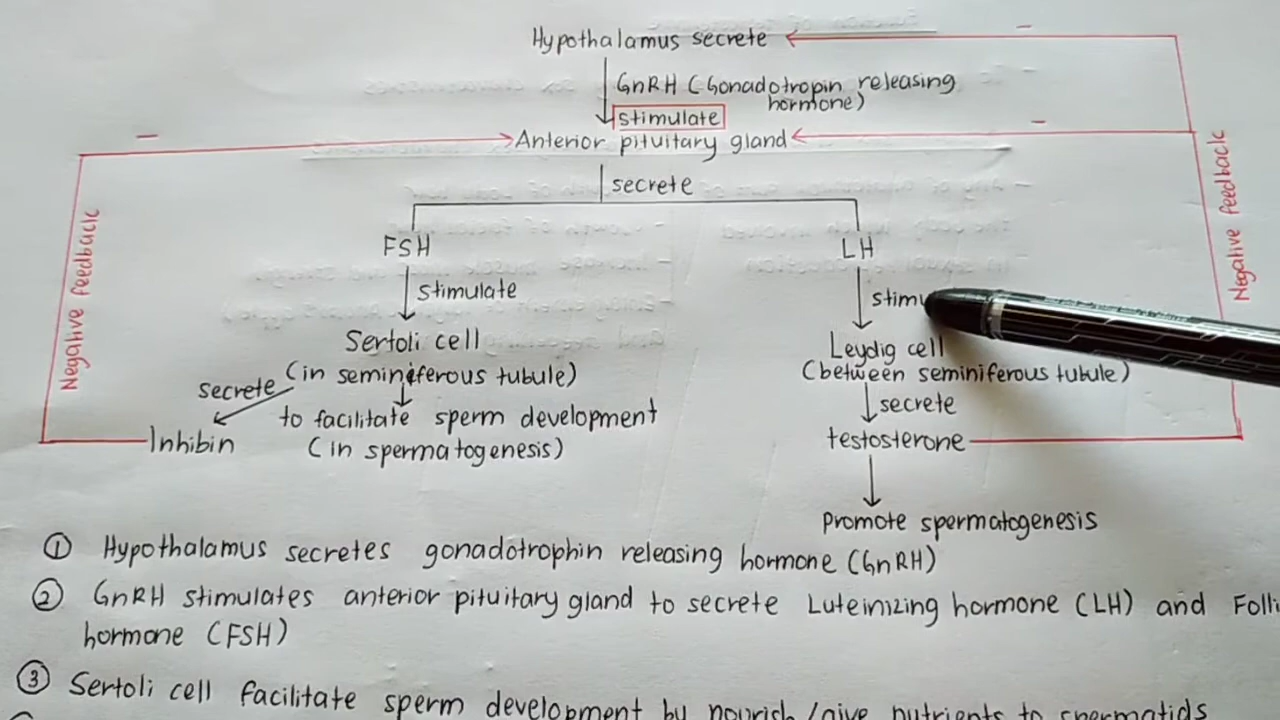 Hypothalamus secrete
GnRH (Gonadotropin releasing
hormone)
stimulate
Anterior pituitary gland
secrete
FSH
LH
stimulate
Sertoli cell
Leydig cell
(in seminiferous tubule)
(between seminiferous tubule)
secrete
secrete
to facilitate sperm development
Inhibin
(in spermatogenesis)
testosterone
Promote spermatogenesis
Negative feedback
Negative feedback
① Hypothalamus secretes gonadotrophin releasing hormone (GnRH)
② GnRH stimulates anterior pituitary gland to secrete Luteinizing hormone (LH) and
hormone (FSH)
③ Sertoli cell facilitate sperm development by nourish/give nutrients to spermatids